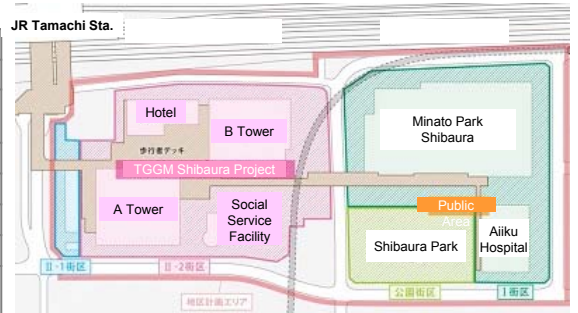 JR Tamachi Sta.
Hotel
B Tower
歩行者デッキ
TGGM Shibaura Project
A Tower
Social
Service
Facility
Minato Park
Shibaura
Public
Area
Shibaura Park
Aiiku
Hospital
II-1街区
II-2街区
地区計画エリア
公園街区
I街区